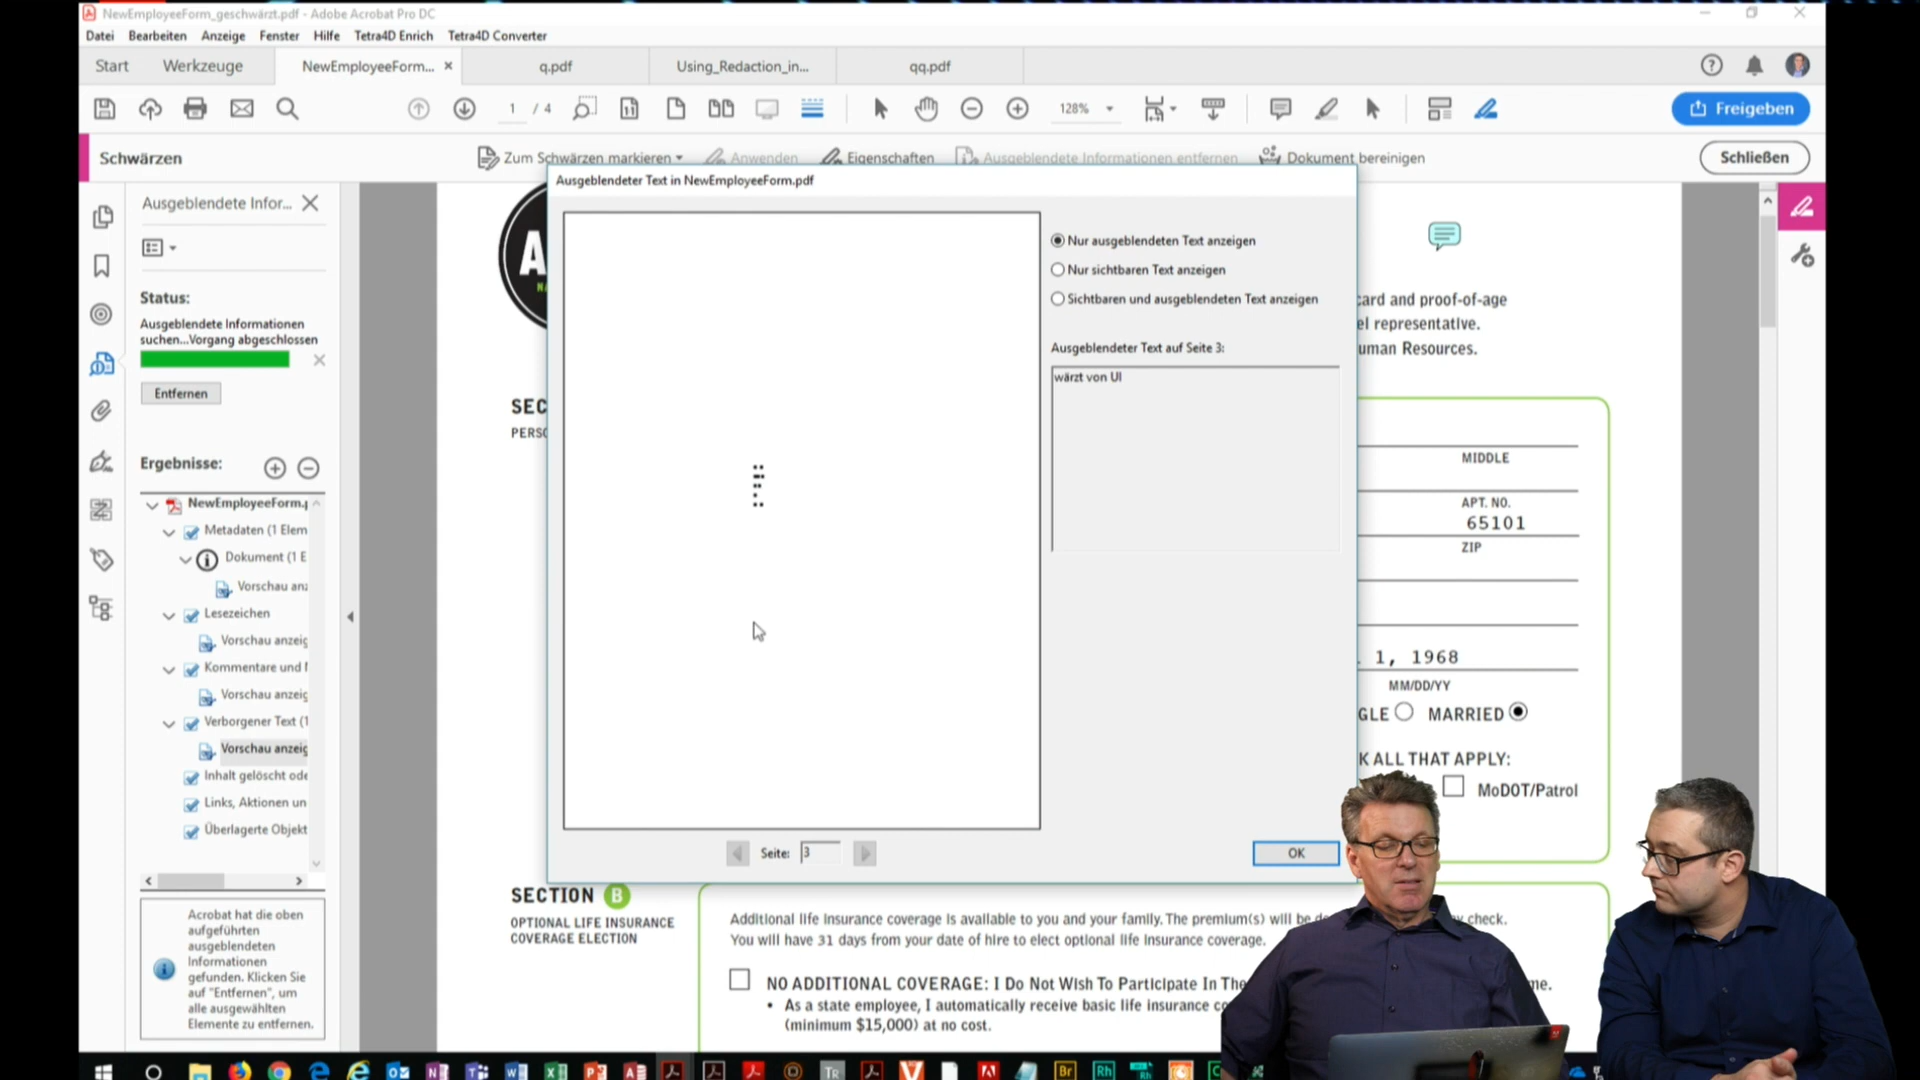 NewEmployeeForm_geschwärzt.pdf - Adobe Acrobat Pro DC
Datei Bearbeiten Anzeige Fenster Hilfe Tetra4D Enrich Tetra4D Converter
Start Werkzeuge NewEmployeeForm... × q.pdf Using_Redaction_in... qq.pdf
1 / 4 128% Freigeben
Schwärzen Zum Schwärzen markieren Anwenden Eigenschaften Ausgeblendete Informationen entfernen Dokument bereinigen Schließen
Ausgeblendete Infor...
Status:
Ausgeblendete Informationen
suchen...Vorgang abgeschlossen
Entfernen
Ergebnisse:
NewEmployeeForm.
Metadaten (1 Elem
Dokument (1 E
Vorschau anz
Lesezeichen
Vorschau anzeig
Kommentare und
Vorschau anzeig
Verborgener Text (1
Vorschau anzeig
Inhalt gelöscht ode
Links, Aktionen un
Überlagerte Objekt
Acrobat hat die oben
aufgeführten
ausgeblendeten
Informationen
gefunden. Klicken Sie
auf "Entfernen", um
alle ausgewählten
Elemente zu entfernen.
Ausgeblendeter Text in NewEmployeeForm.pdf
Nur ausgeblendeten Text anzeigen
Nur sichtbaren Text anzeigen
Sichtbaren und ausgeblendeten Text anzeigen
Ausgeblendeter Text auf Seite 3:
wärzt von Ul
Seite: 3
OK
A
card and proof-of-age
el representative.
uman Resources.
SEC
PERSO
MIDDLE
APT. NO.
65101
ZIP
1, 1968
MM/DD/YY
GLE MARRIED
K ALL THAT APPLY:
MoDOT/Patrol
SECTION B
OPTIONAL LIFE INSURANCE
COVERAGE ELECTION
Additional life insurance coverage is available to you and your family. The premium(s) will be de y check.
You will have 31 days from your date of hire to elect optional life insurance coverage.
NO ADDITIONAL COVERAGE: I Do Not Wish To Participate In The me.
• As a state employee, I automatically receive basic life insurance co
(minimum $15,000) at no cost.
TR Br Rh